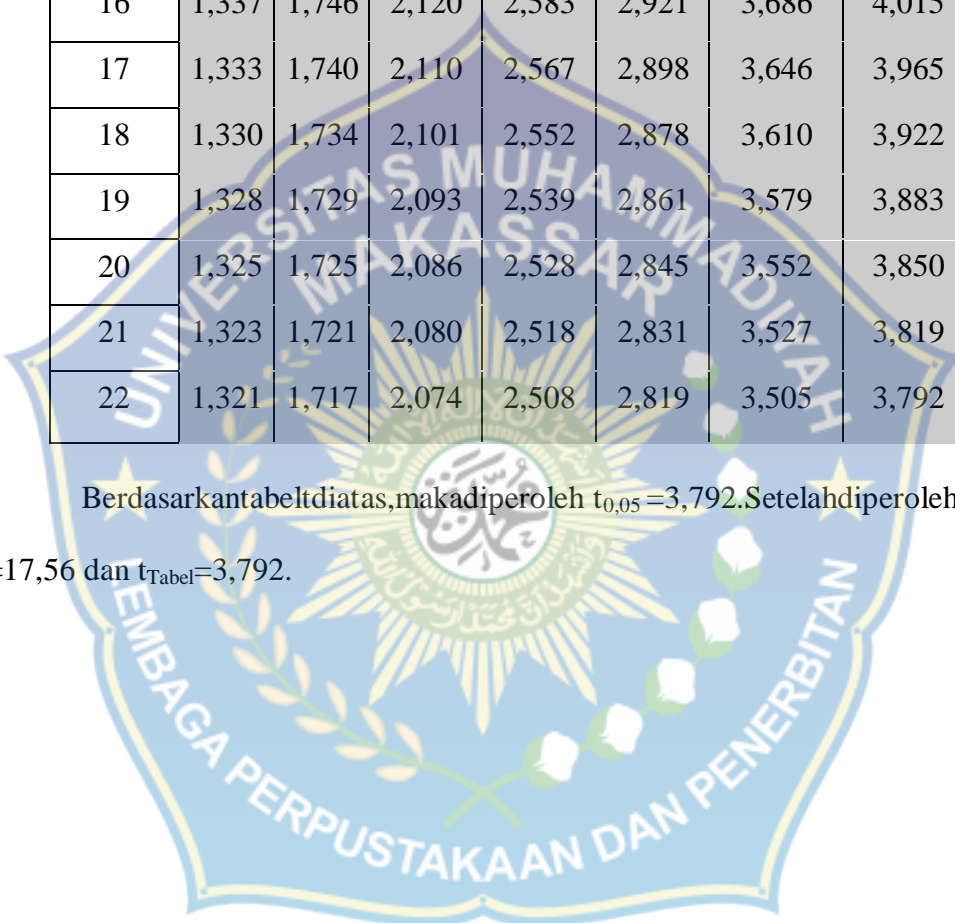 16 1,337 1,746 2,120 2,583 2,921 3,686 4,015
17 1,333 1,740 2,110 2,567 2,898 3,646 3,965
18 1,330 1,734 2,101 2,552 2,878 3,610 3,922
19 1,328 1,729 2,093 2,539 2,861 3,579 3,883
20 1,325 1,725 2,086 2,528 2,845 3,552 3,850
21 1,323 1,721 2,080 2,518 2,831 3,527 3,819
22 1,321 1,717 2,074 2,508 2,819 3,505 3,792
Berdasarkantabeltdiatas,makadiperoleh t0,05 =3,792.Setelahdiperoleh
=17,56 dan tTabel=3,792.
UNIVERSITAS MUHAMMADIYAH
MAKASSAR
LEMBAGA PERPUSTAKAAN DAN PENERBITAN